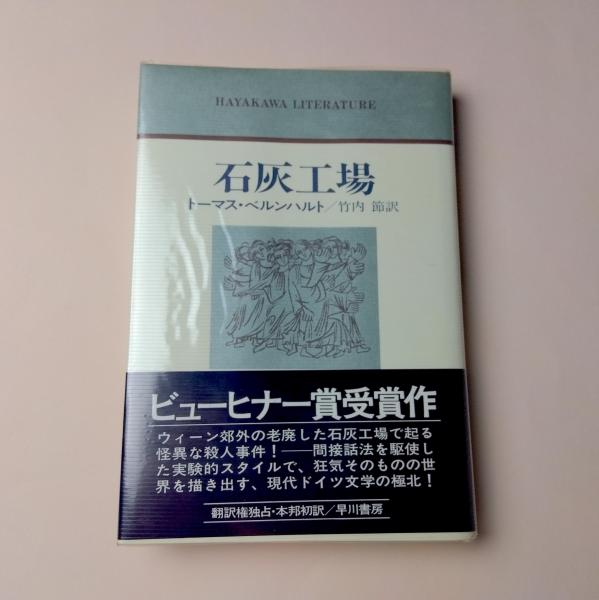 HAYAKAWA LITERATURE
石灰工場
トーマス・ベルンハルト/竹内 節訳
ビューヒナー賞受賞作
ウィーン郊外の老廃した石灰工場で起る
怪異な殺人事件!――間接話法を駆使し
た実験的スタイルで、狂気そのものの世
界を描き出す、現代ドイツ文学の極北!
翻訳権独占・本邦初訳/早川書房